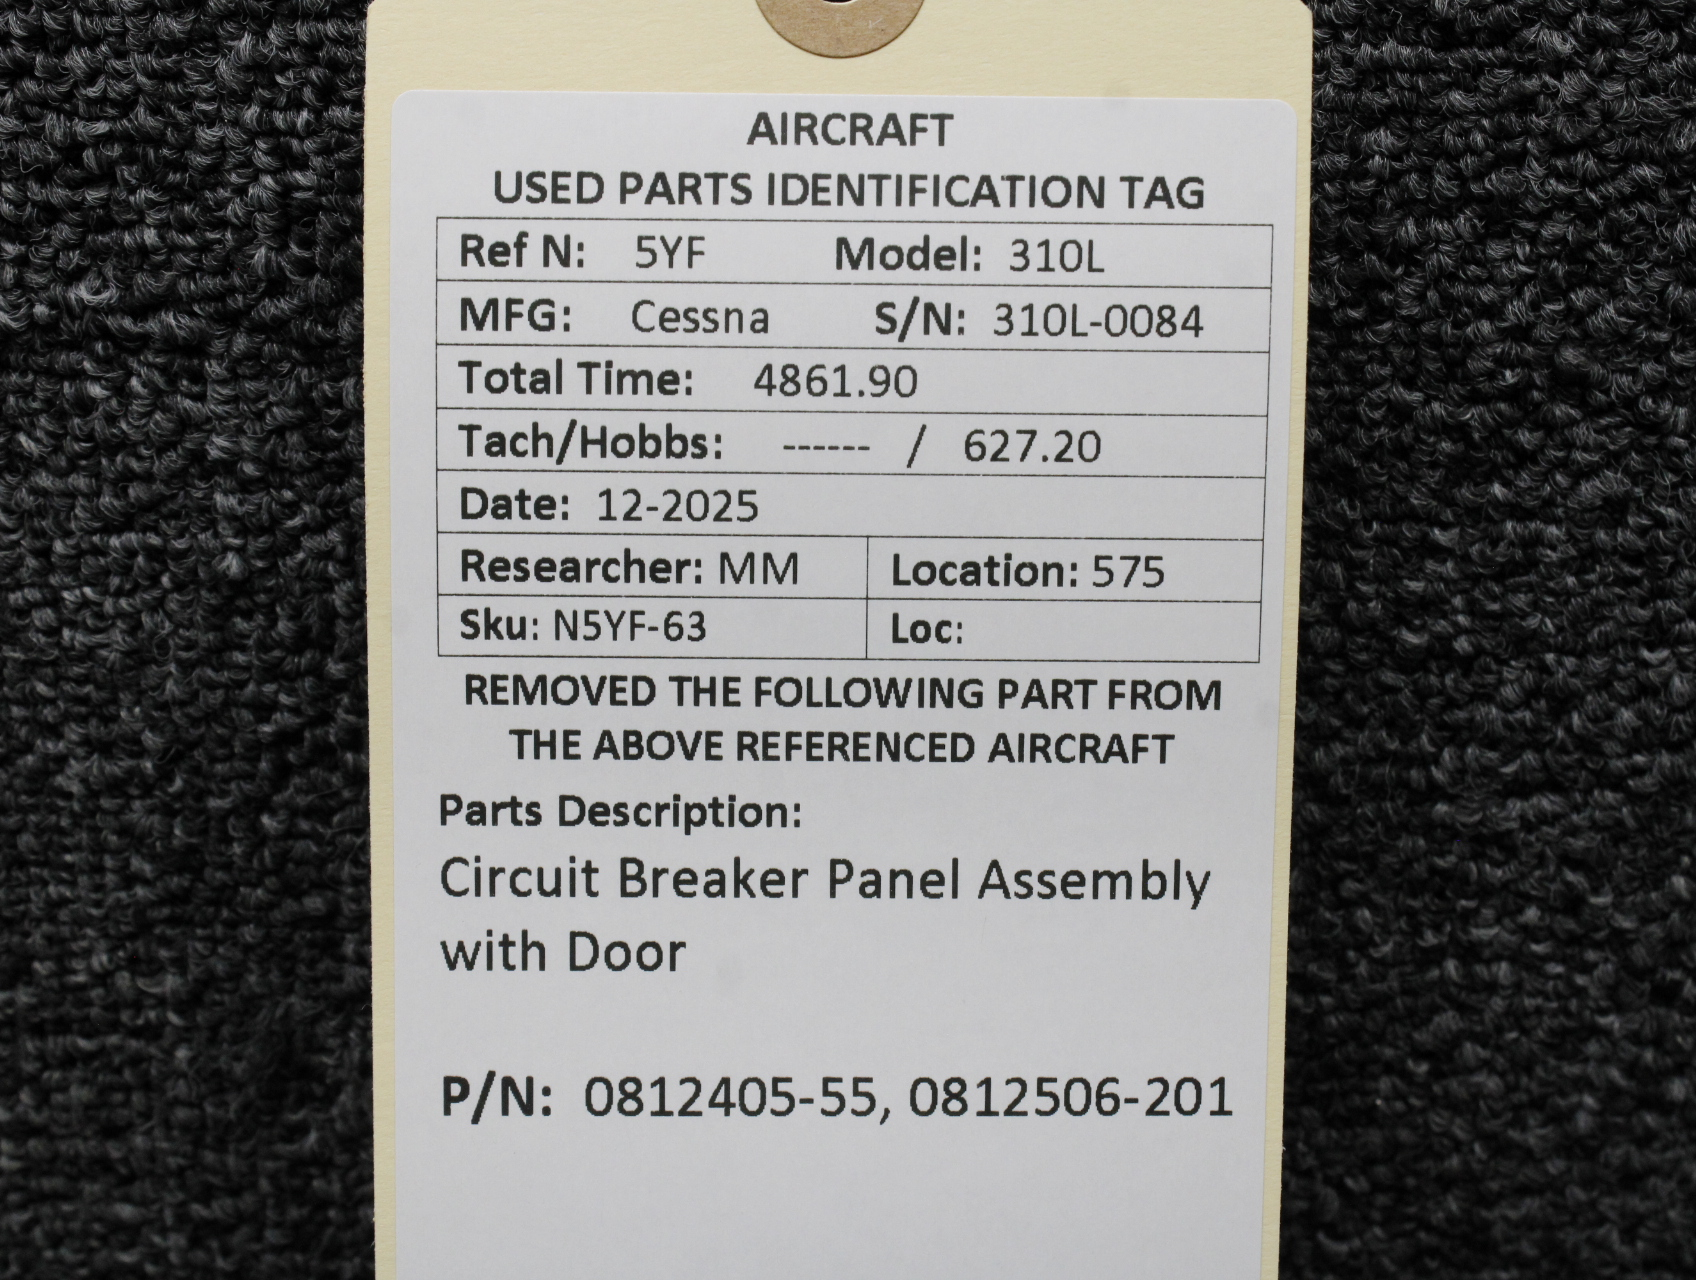 AIRCRAFT
USED PARTS IDENTIFICATION TAG
Ref N: 5YF Model: 310L
MFG: Cessna S/N: 310L-0084
Total Time: 4861.90
Tach/Hobbs: ------ / 627.20
Date: 12-2025
Researcher: MM Location: 575
Sku: N5YF-63 Loc:
REMOVED THE FOLLOWING PART FROM
THE ABOVE REFERENCED AIRCRAFT
Parts Description:
Circuit Breaker Panel Assembly
with Door
P/N: 0812405-55, 0812506-201